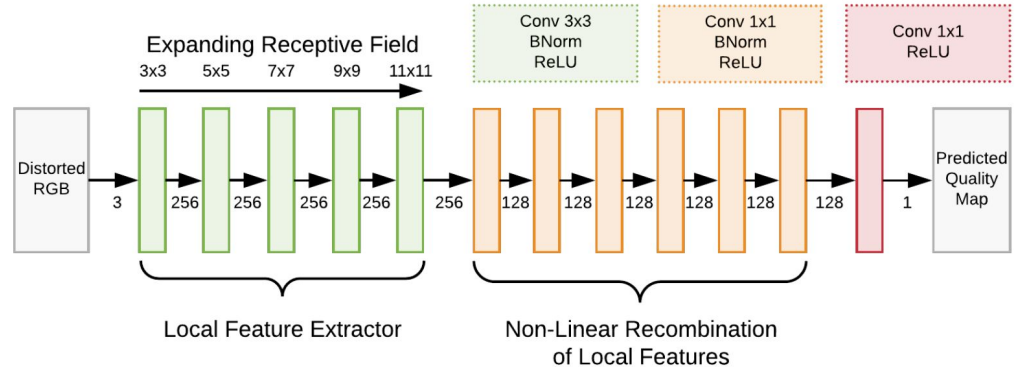 Conv 3x3
BNorm
ReLU
Conv 1x1
BNorm
ReLU
Conv 1x1
ReLU
Expanding Receptive Field
3x3 5x5 7x7 9x9 11x11
Distorted
RGB
3 256 256 256 256 256 128 128 128 128 128 128 1
Predicted
Quality
Map
Local Feature Extractor
Non-Linear Recombination
of Local Features